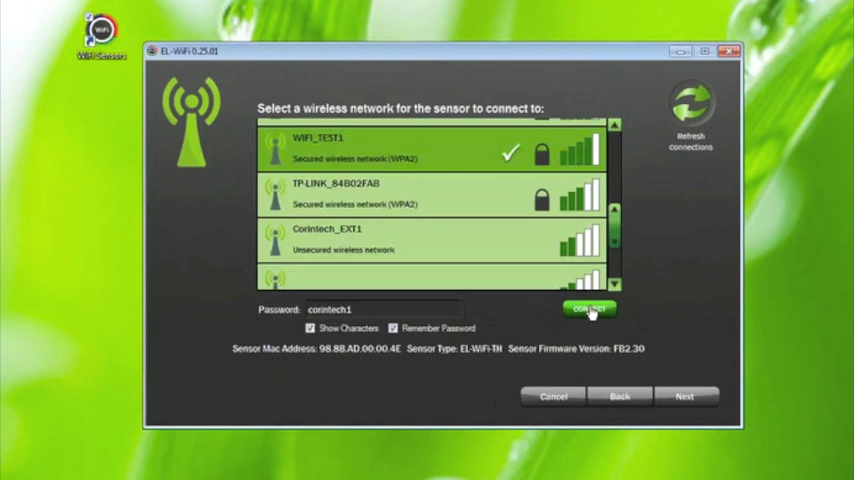 WiFi
WiFi Sensors
EL-WiFi 0.25.01
Select a wireless network for the sensor to connect to:
Refresh
Connections
WIFI_TEST1
Secured wireless network (WPA2)
TP-LINK_84B02FAB
Secured wireless network (WPA2)
Corintech_EXT1
Unsecured wireless network
Password: corintech1
CONNECT
Show Characters Remember Password
Sensor Mac Address: 98.8B.AD.00.00.4E Sensor Type: EL-WiFi-TH Sensor Firmware Version: FB2.30
Cancel Back Next